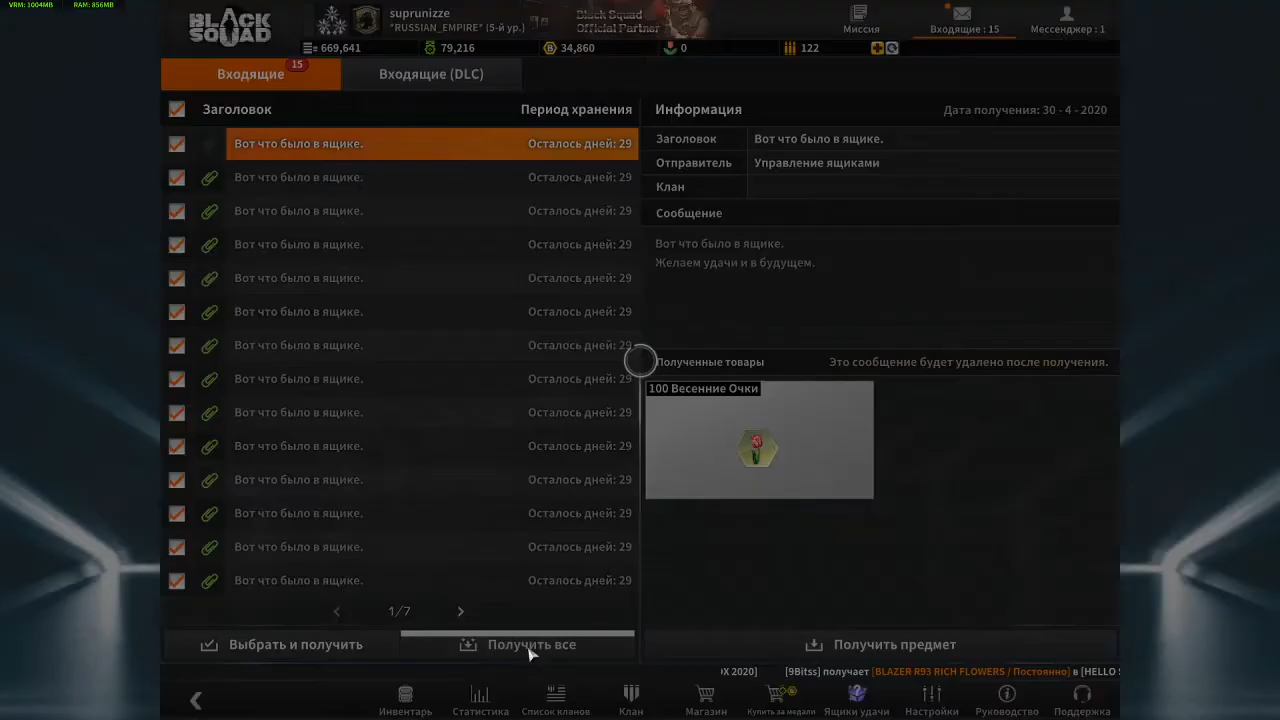 VRM: 1004MB RAM: 856MB
BLACK SQUAD
suprunizze
"RUSSIAN_EMPIRE" (5-й ур.)
Black Squad
Official Partner
Миссия
Входящие : 15
Мессенджер : 1
669,641
79,216
34,860
0
122
Входящие
15
Входящие (DLC)
Заголовок
Период хранения
Вот что было в ящике. Осталось дней: 29
Вот что было в ящике. Осталось дней: 29
Вот что было в ящике. Осталось дней: 29
Вот что было в ящике. Осталось дней: 29
Вот что было в ящике. Осталось дней: 29
Вот что было в ящике. Осталось дней: 29
Вот что было в ящике. Осталось дней: 29
Вот что было в ящике. Осталось дней: 29
Вот что было в ящике. Осталось дней: 29
Вот что было в ящике. Осталось дней: 29
Вот что было в ящике. Осталось дней: 29
Вот что было в ящике. Осталось дней: 29
Вот что было в ящике. Осталось дней: 29
Вот что было в ящике. Осталось дней: 29
1/7
Выбрать и получить
Получить все
Информация
Дата получения: 30 - 4 - 2020
Заголовок Вот что было в ящике.
Отправитель Управление ящиками
Клан
Сообщение
Вот что было в ящике.
Желаем удачи и в будущем.
Полученные товары
Это сообщение будет удалено после получения.
100 Весенние Очки
Получить предмет
2020] [9Bitss] получает [BLAZER R93 RICH FLOWERS / Постоянно] в [HELLO
Инвентарь
Статистика
Список кланов
Клан
Магазин
Купить за медали
Ящики удачи
Настройки
Руководство
Поддержка